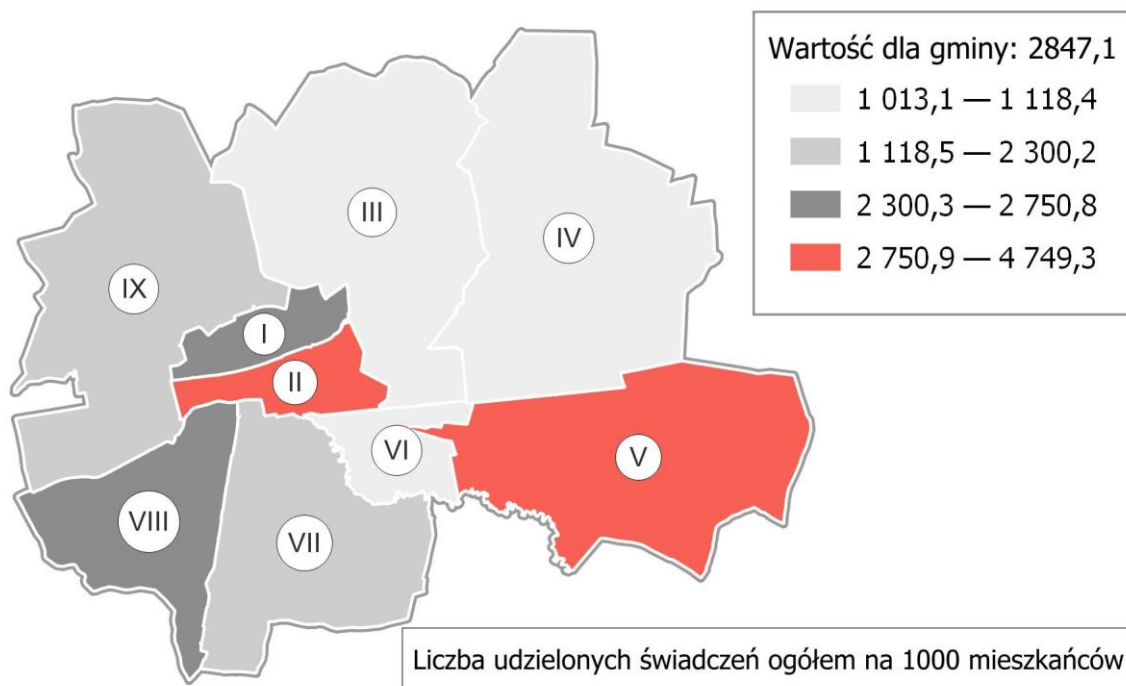 Wartość dla gminy: 2847,1
1 013,1 — 1 118,4
1 118,5 — 2 300,2
2 300,3 — 2 750,8
2 750,9 — 4 749,3
III
IV
IX
I
II
VI
V
VIII
VII
Liczba udzielonych świadczeń ogółem na 1000 mieszkańców